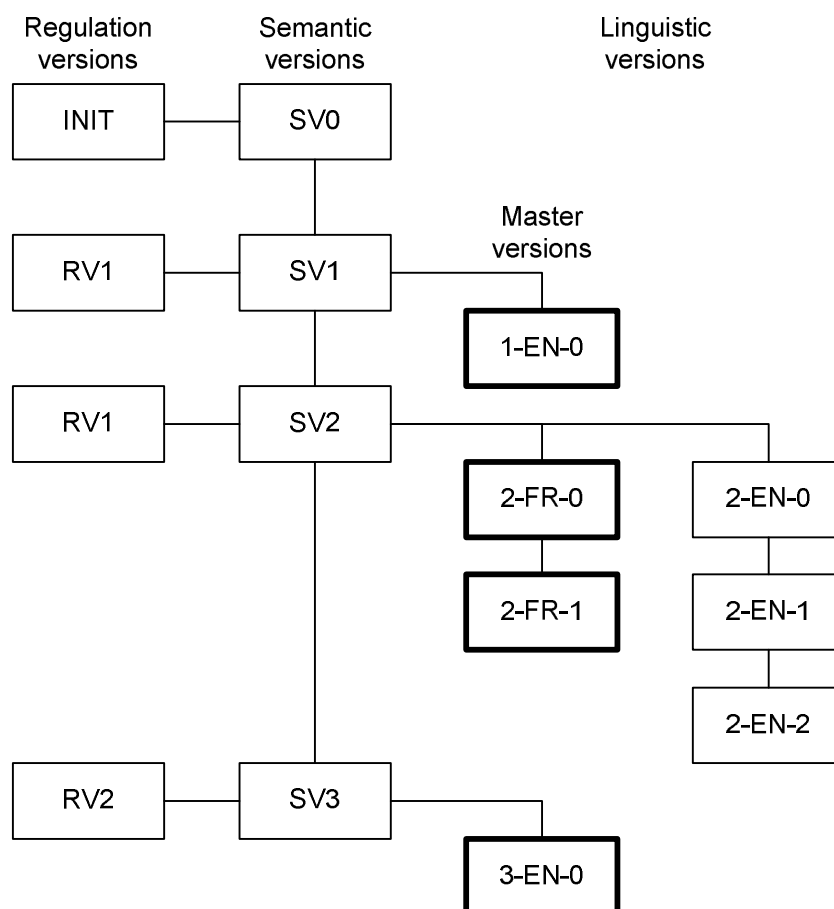 Regulation
versions
Semantic
versions
Linguistic
versions
INIT
SV0
Master
versions
RV1
SV1
1-EN-0
RV1
SV2
2-FR-0
2-EN-0
2-FR-1
2-EN-1
2-EN-2
RV2
SV3
3-EN-0